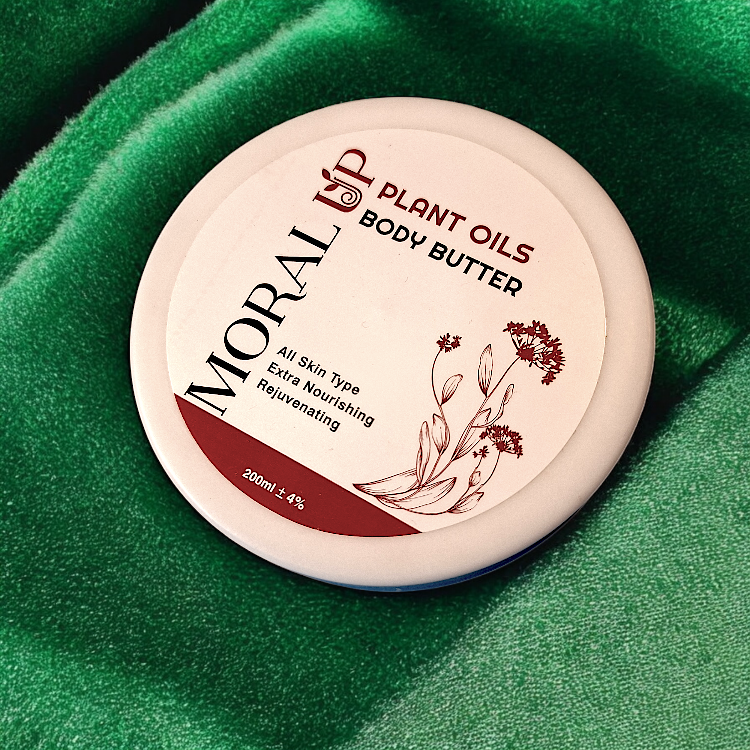 MORAL UP
PLANT OILS
BODY BUTTER
All Skin Type
Extra Nourishing
Rejuvenating
200ml ± 4%